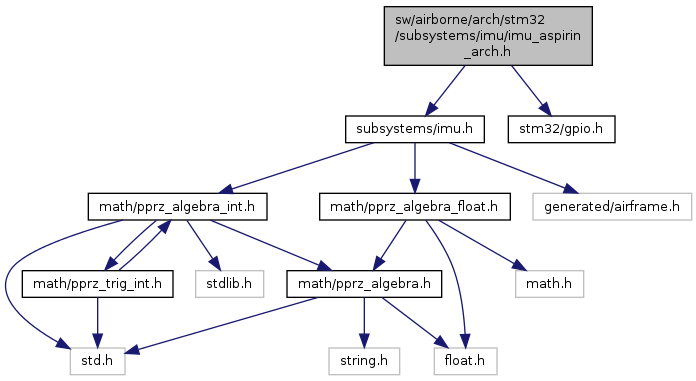 sw/airborne/arch/stm32
/subsystems/imu/imu_aspirin
_arch.h
subsystems/imu.h
stm32/gpio.h
math/pprz_algebra_int.h
math/pprz_algebra_float.h
generated/airframe.h
math/pprz_trig_int.h
stdlib.h
math/pprz_algebra.h
math.h
std.h
string.h
float.h